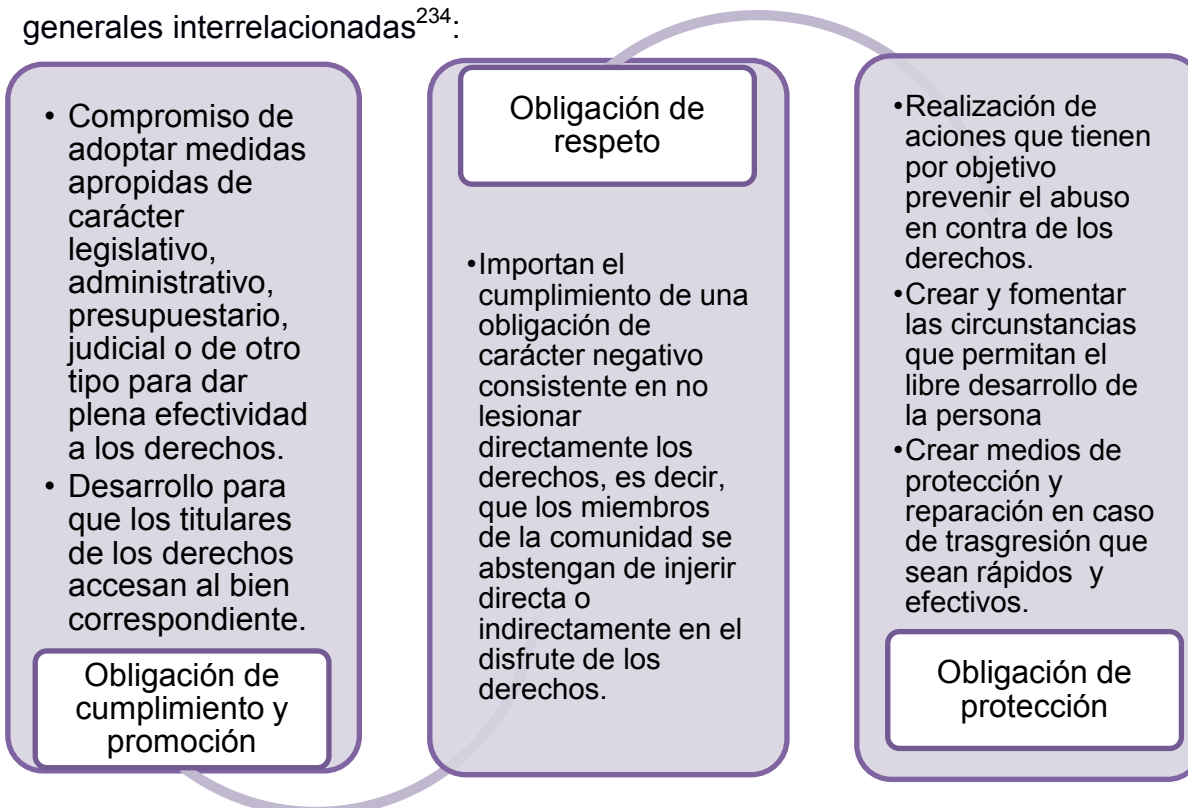 generales interrelacionadas234:
• Compromiso de
adoptar medidas
apropidas de
carácter
legislativo,
administrativo,
presupuestario,
judicial o de otro
tipo para dar
plena efectividad
a los derechos.
• Desarrollo para
que los titulares
de los derechos
accesan al bien
correspondiente.
Obligación de
cumplimiento y
promoción
Obligación de
respeto
•Importan el
cumplimiento de una
obligación de
carácter negativo
consistente en no
lesionar
directamente los
derechos, es decir,
que los miembros
de la comunidad se
abstengan de injerir
directa o
indirectamente en el
disfrute de los
derechos.
•Realización de
aciones que tienen
por objetivo
prevenir el abuso
en contra de los
derechos.
•Crear y fomentar
las circunstancias
que permitan el
libre desarrollo de
la persona
•Crear medios de
protección y
reparación en caso
de trasgresión que
sean rápidos y
efectivos.
Obligación de
protección